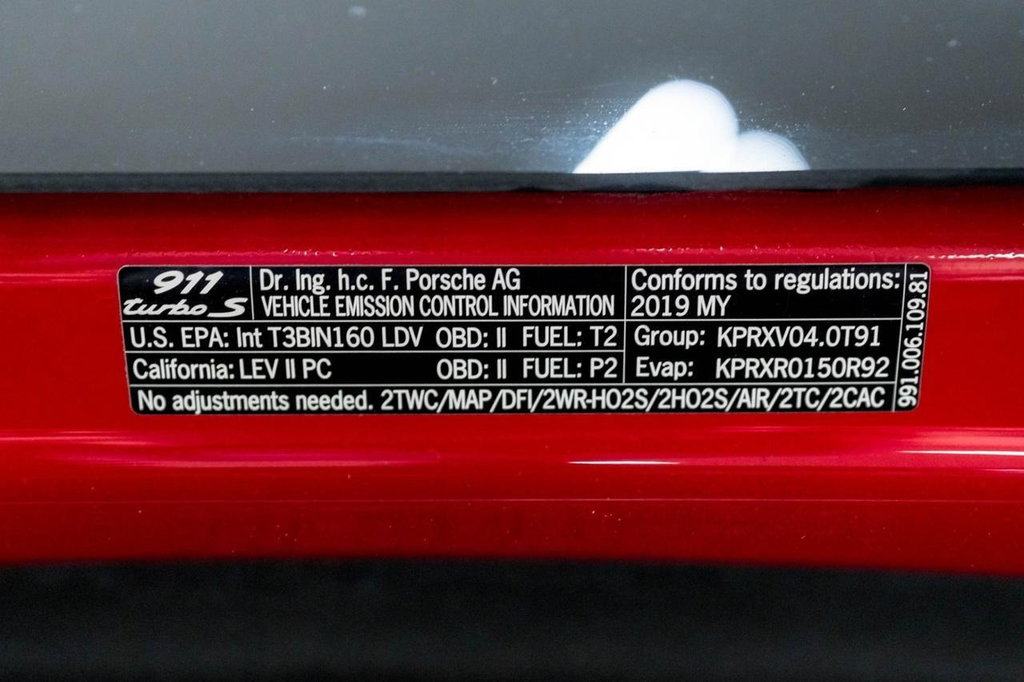 911
turbo S
Dr. Ing. h.c. F. Porsche AG
VEHICLE EMISSION CONTROL INFORMATION
Conforms to regulations:
2019 MY
U.S. EPA: Int T3BIN160 LDV OBD: II FUEL: T2
Group: KPRXV04.0T91
California: LEV II PC OBD: II FUEL: P2
Evap: KPRXR0150R92
No adjustments needed. 2TWC/MAP/DFI/2WR-HO2S/2HO2S/AIR/2TC/2CAC
991.006.109.81